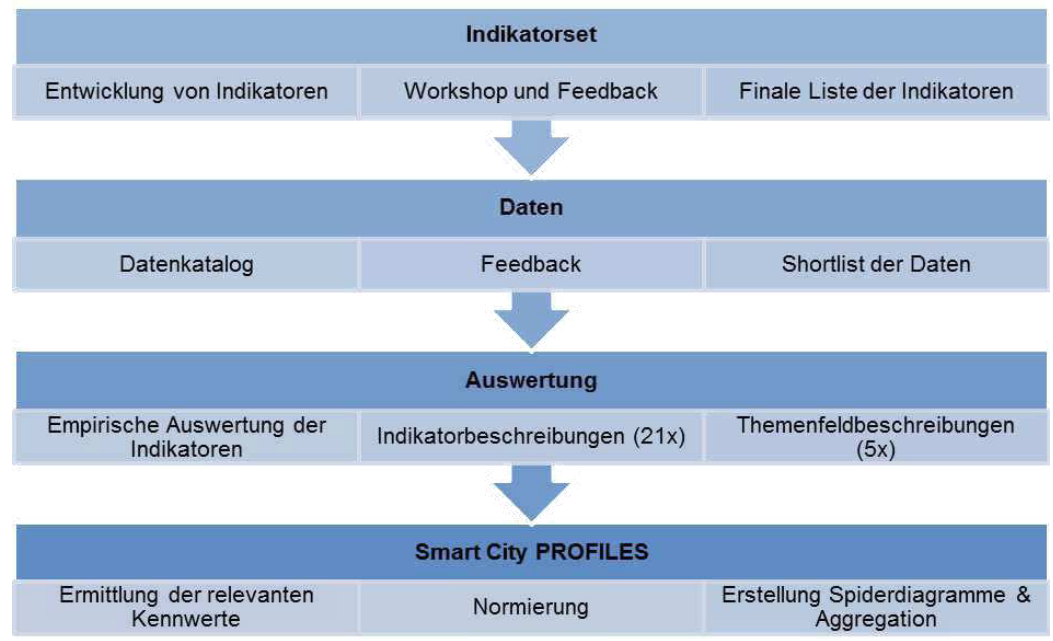 Indikatorset
Entwicklung von Indikatoren
Workshop und Feedback
Finale Liste der Indikatoren
Daten
Datenkatalog
Feedback
Shortlist der Daten
Auswertung
Empirische Auswertung der
Indikatoren
Indikatorbeschreibungen (21x)
Themenfeldbeschreibungen
(5x)
Smart City PROFILES
Ermittlung der relevanten
Kennwerte
Normierung
Erstellung Spiderdiagramme &
Aggregation